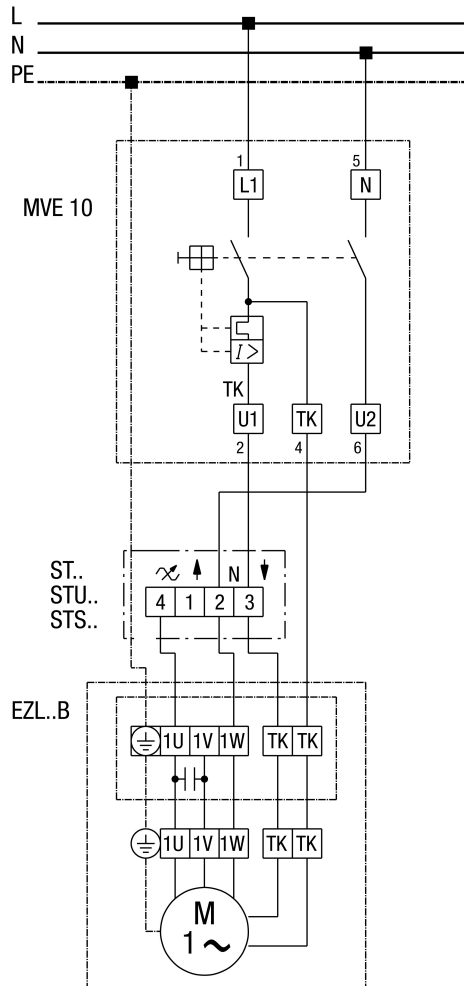 L
N
PE
1 5
L1 N
MVE 10
I >
TK
U1 TK U2
2 4 6
ST..
STU..
STS..
N
4 1 2 3
EZL..B
1U 1V 1W TK TK
1U 1V 1W TK TK
M
1 ~